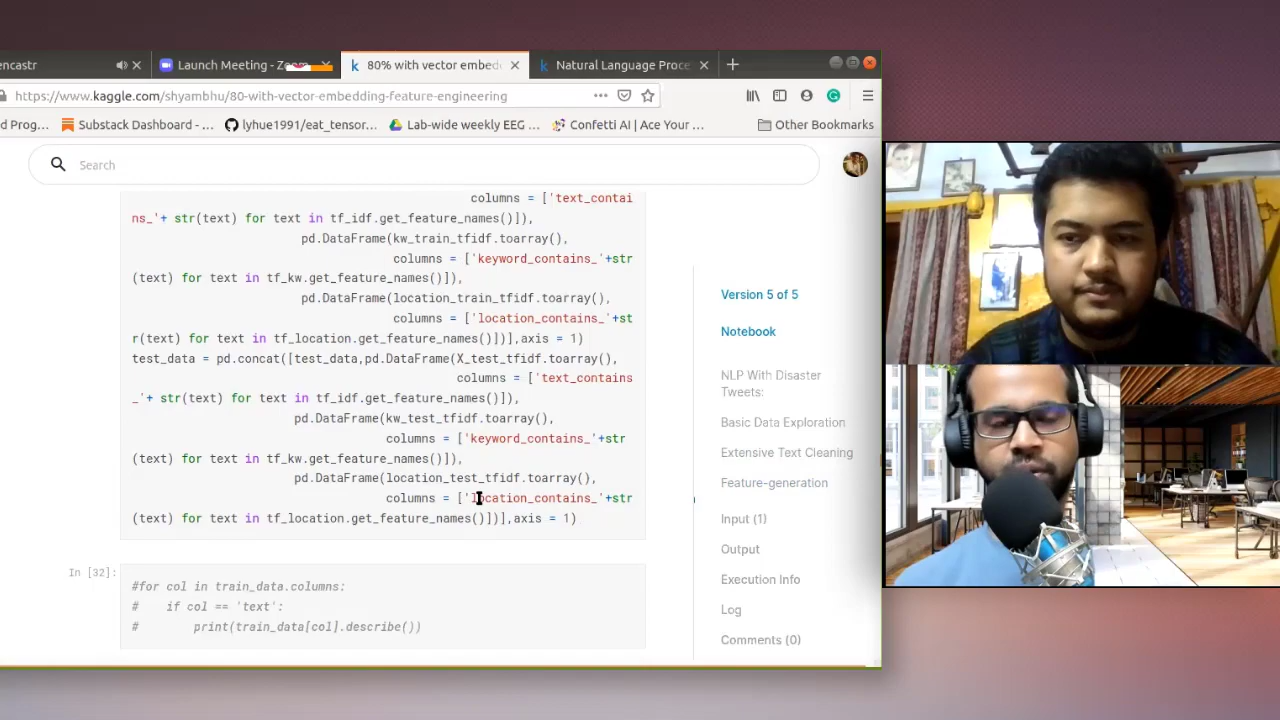 encastr
Launch Meeting - Zoom
80% with vector embed
Natural Language Proce
https://www.kaggle.com/slyambhu/80-with-vector-embedding-feature-engineering
d Prog...
Substack Dashboard - ...
lyhue1991/eat_tensor...
Lab-wide weekly EEG ...
Confetti AI | Ace Your ...
Other Bookmarks
Search
columns = ['text_contai
ns_'+ str(text) for text in tf_idf.get_feature_names()]),
pd.DataFrame(kw_train_tfidf.toarray(),
columns = ['keyword_contains_'+str
(text) for text in tf_kw.get_feature_names()]),
pd.DataFrame(location_train_tfidf.toarray(),
columns = ['location_contains_'+st
r(text) for text in tf_location.get_feature_names()])],axis = 1)
test_data = pd.concat([test_data,pd.DataFrame(X_test_tfidf.toarray(),
columns = ['text_contains
_'+ str(text) for text in tf_idf.get_feature_names()]),
pd.DataFrame(kw_test_tfidf.toarray(),
columns = ['keyword_contains_'+str
(text) for text in tf_kw.get_feature_names()]),
pd.DataFrame(location_test_tfidf.toarray(),
columns = ['location_contains_'+str
(text) for text in tf_location.get_feature_names()])],axis = 1)
In [32]:
#for col in train_data.columns:
#    if col == 'text':
#        print(train_data[col].describe())
Version 5 of 5
Notebook
NLP With Disaster
Tweets:
Basic Data Exploration
Extensive Text Cleaning
Feature-generation
Input (1)
Output
Execution Info
Log
Comments (0)